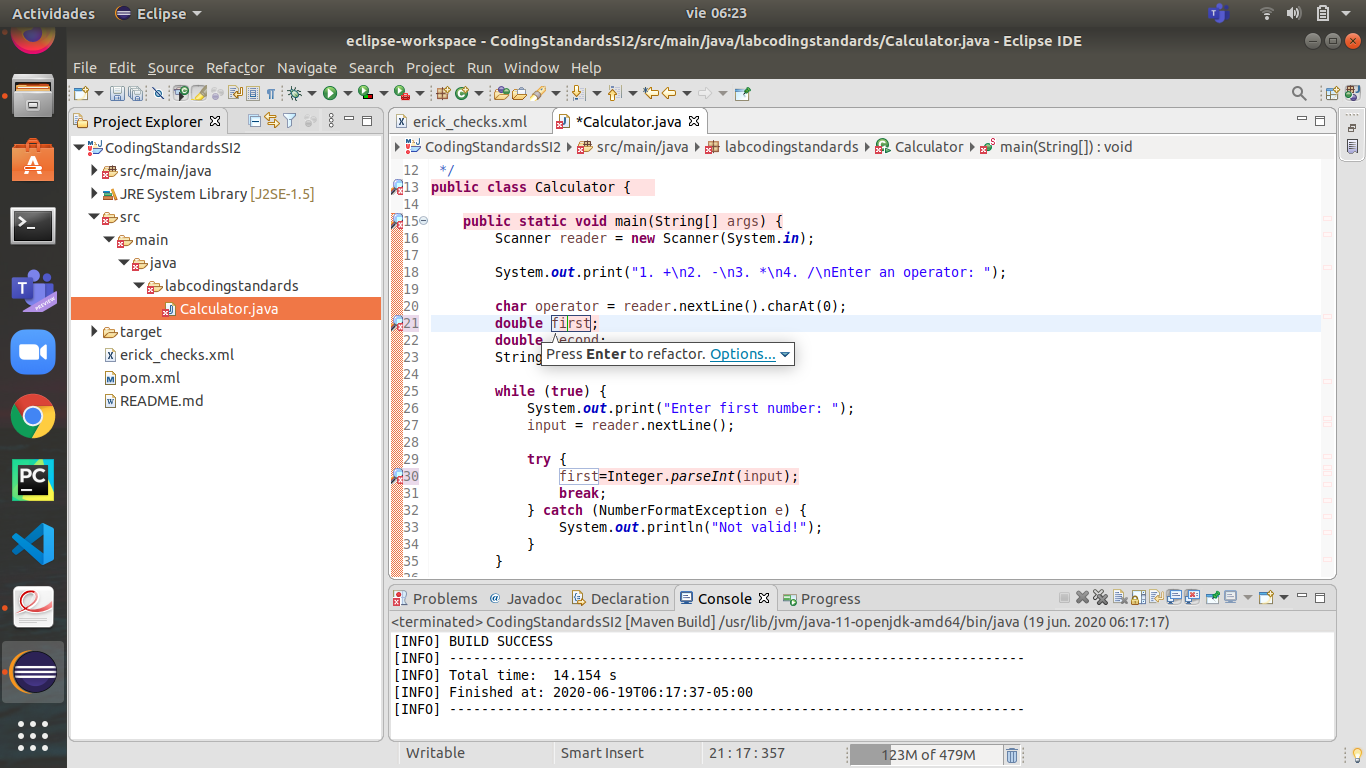 Actividades Eclipse vie 06:23
eclipse-workspace - CodingStandardsSI2/src/main/java/labcodingstandards/Calculator.java - Eclipse IDE
File Edit Source Refactor Navigate Search Project Run Window Help
Project Explorer
CodingStandardsSI2
src/main/java
JRE System Library [J2SE-1.5]
src
main
java
labcodingstandards
Calculator.java
target
erick_checks.xml
pom.xml
README.md
erick_checks.xml *Calculator.java
CodingStandardsSI2 src/main/java labcodingstandards Calculator main(String[]) : void
12 */
13 public class Calculator {
14
15 public static void main(String[] args) {
16 Scanner reader = new Scanner(System.in);
17
18 System.out.print("1. +\n2. -\n3. *\n4. /\nEnter an operator: ");
19
20 char operator = reader.nextLine().charAt(0);
21 double first;
22 double second;
23 String
Press Enter to refactor. Options...
24
25 while (true) {
26 System.out.print("Enter first number: ");
27 input = reader.nextLine();
28
29 try {
30 first=Integer.parseInt(input);
31 break;
32 } catch (NumberFormatException e) {
33 System.out.println("Not valid!");
34 }
35 }
Problems @ Javadoc Declaration Console Progress
<terminated> CodingStandardsSI2 [Maven Build] /usr/lib/jvm/java-11-openjdk-amd64/bin/java (19 jun. 2020 06:17:17)
[INFO] BUILD SUCCESS
[INFO] ------------------------------------------------------------------------
[INFO] Total time:  14.154 s
[INFO] Finished at: 2020-06-19T06:17:37-05:00
[INFO] ------------------------------------------------------------------------
Writable Smart Insert 21 : 17 : 357 123M of 479M
PREVIEW
PC